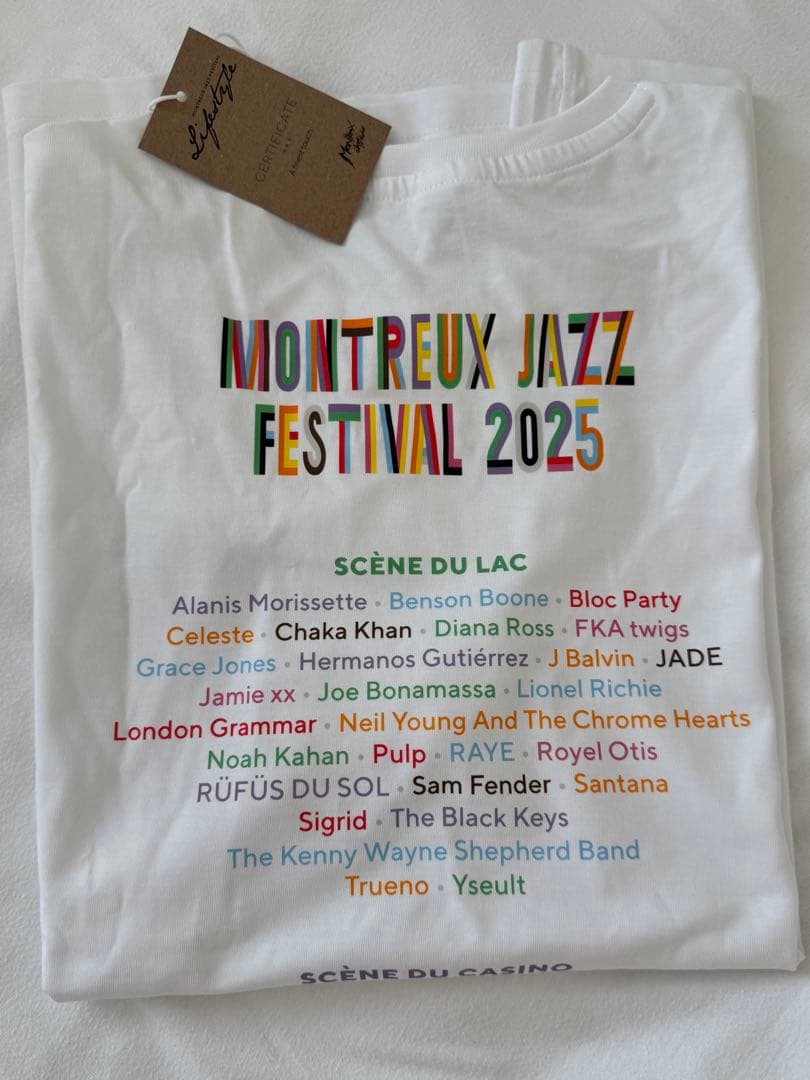 Lifestyle
CERTIFICATE
A finest touch
MONTREUX JAZZ
FESTIVAL 2025
SCÈNE DU LAC
Alanis Morissette • Benson Boone • Bloc Party
Celeste • Chaka Khan • Diana Ross • FKA twigs
Grace Jones • Hermanos Gutiérrez • J Balvin • JADE
Jamie xx • Joe Bonamassa • Lionel Richie
London Grammar • Neil Young And The Chrome Hearts
Noah Kahan • Pulp • RAYE • Royel Otis
RÜFÜS DU SOL • Sam Fender • Santana
Sigrid • The Black Keys
The Kenny Wayne Shepherd Band
Trueno • Yseult
SCÈNE DU CASINO